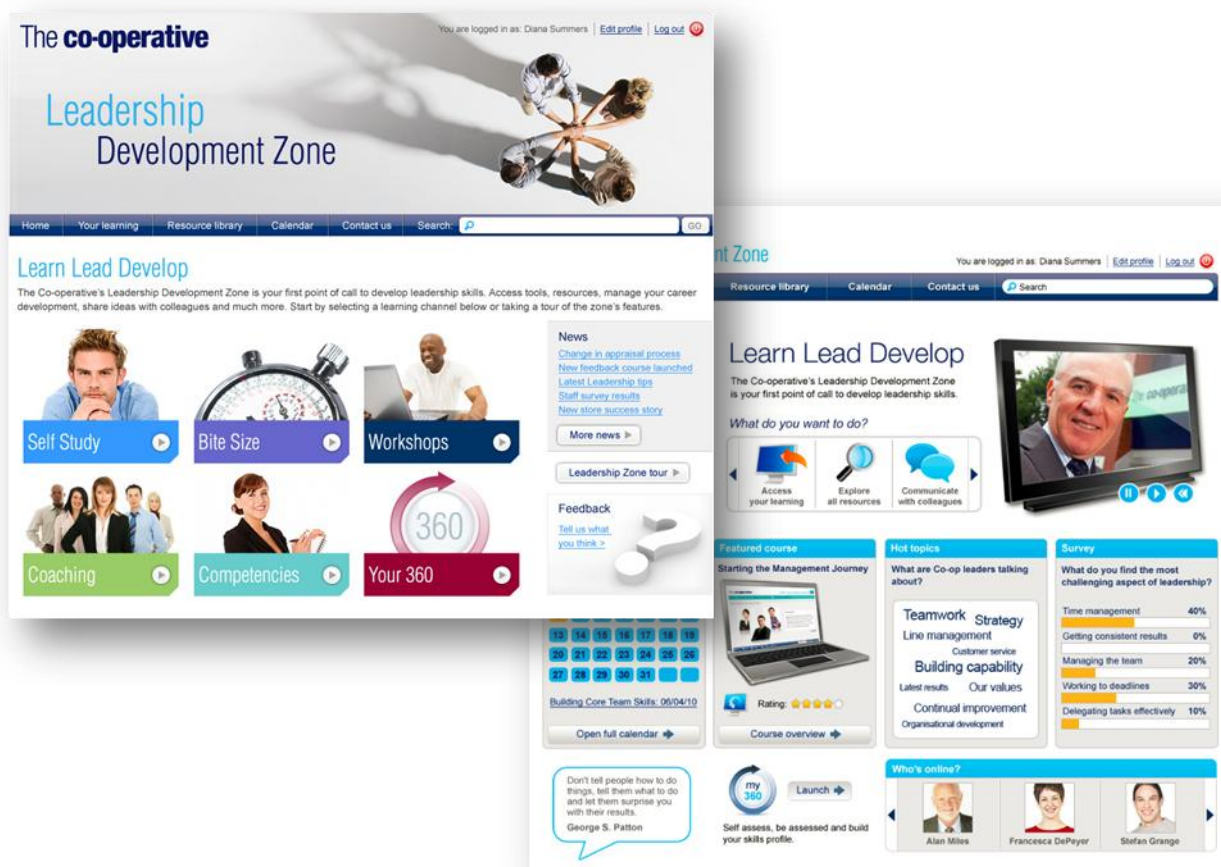 The co-operative
You are logged in as: Diana Summers Edit profile Log out
Leadership
Development Zone
Home Your learning Resource library Calendar Contact us Search: GO
Learn Lead Develop
The Co-operative's Leadership Development Zone is your first point of call to develop leadership skills. Access tools, resources, manage your career
development, share ideas with colleagues and much more. Start by selecting a learning channel below or taking a tour of the zone's features.
Self Study
Bite Size
Workshops
Coaching
Competencies
360
Your 360
News
Change in appraisal process
New feedback course launched
Latest Leadership tips
Staff survey results
New store success story
More news
Leadership Zone tour
Feedback
Tell us what
you think >
nt Zone
You are logged in as: Diana Summers Edit profile Log out
Resource library Calendar Contact us Search
Learn Lead Develop
The Co-operative's Leadership Development Zone
is your first point of call to develop leadership skills.
What do you want to do?
Access
your learning
Explore
all resources
Communicate
with colleagues
13 14 15 16 17 18 19
20 21 22 23 24 25 26
27 28 29 30 31
Building Core Team Skills: 06/04/10
Open full calendar
Featured course
Starting the Management Journey
Rating:
Course overview
Hot topics
What are Co-op leaders talking
about?
Teamwork Strategy
Line management
Customer service
Building capability
Latest results Our values
Continual improvement
Organisational development
Survey
What do you find the most
challenging aspect of leadership?
Time management 40%
Getting consistent results 0%
Managing the team 20%
Working to deadlines 30%
Delegating tasks effectively 10%
Don't tell people how to do
things, tell them what to do
and let them surprise you
with their results.
George S. Patton
my
360
Launch
Self assess, be assessed and build
your skills profile.
Who's online?
Alan Miles Francesca DePeyer Stefan Grange